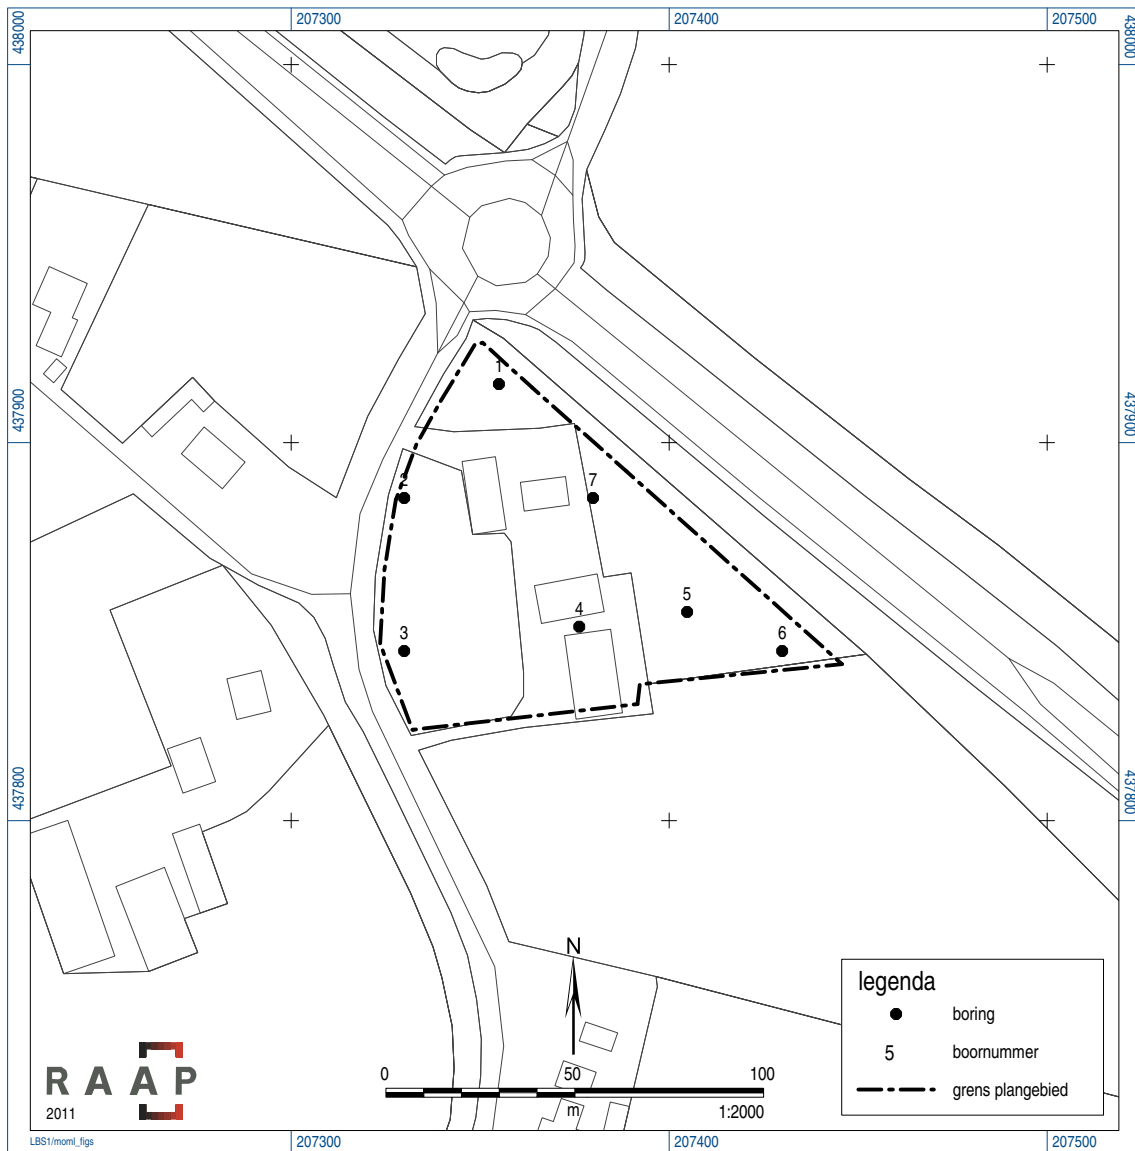 207300 207400 207500
438000 438000
1
437900 437900
2 7
5
4
3 6
437800 437800
N
legenda
boring
5 boornummer
grens plangebied
RAAP
2011
0 50 100
m 1:2000
LBS1/moml_figs
207300 207400 207500